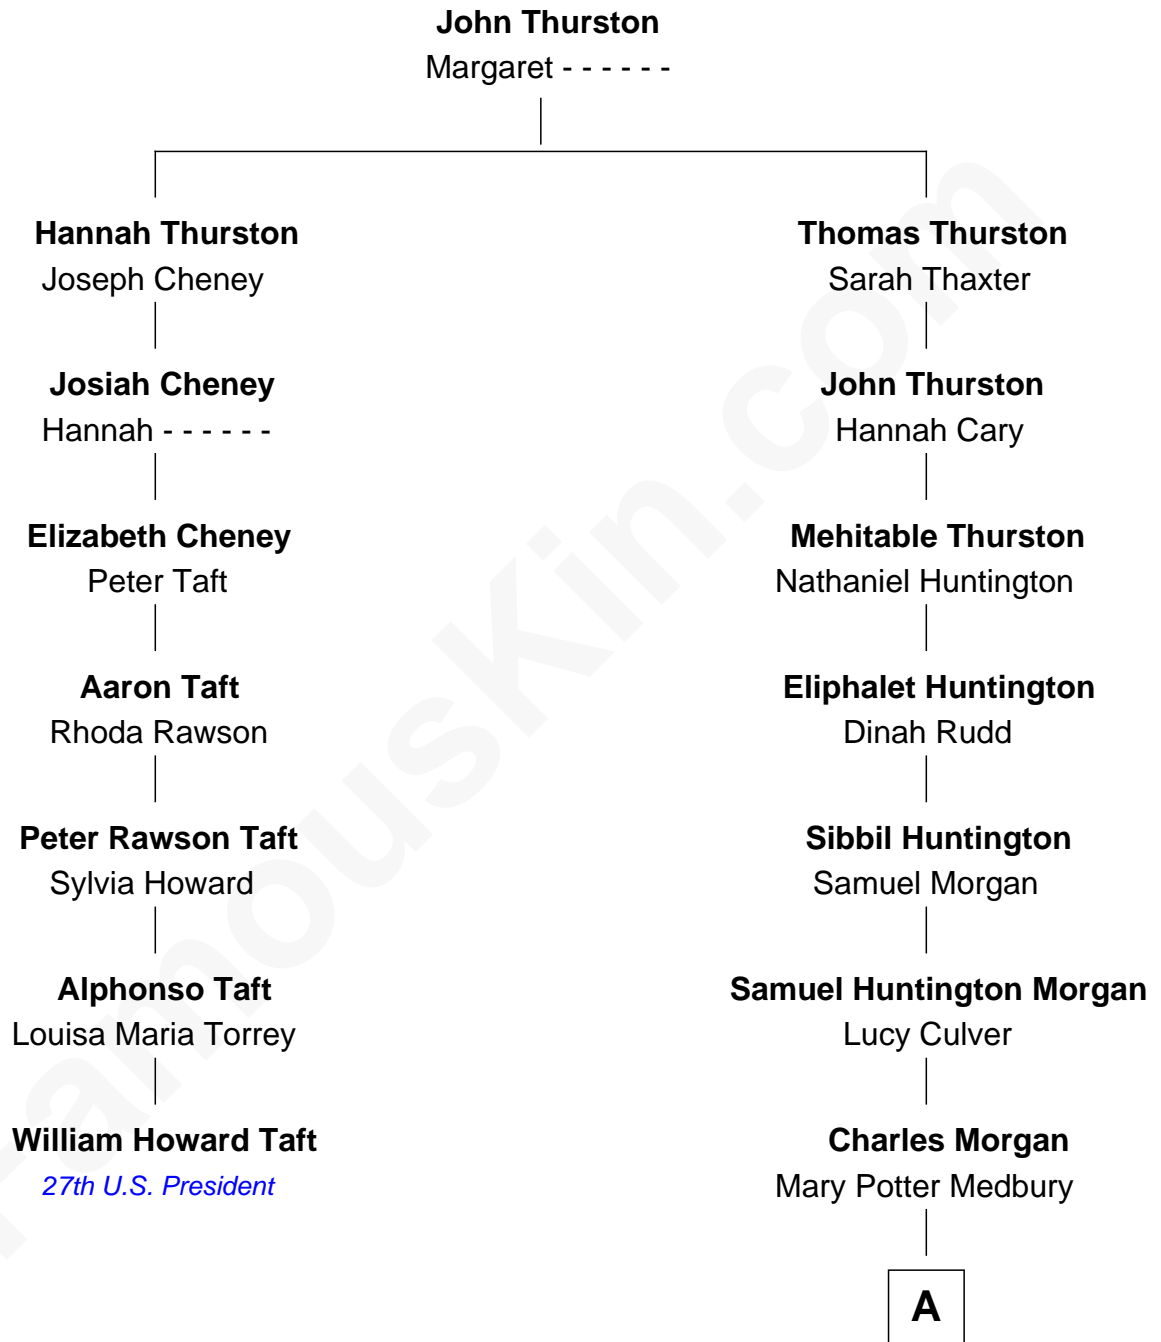 John Thurston
Margaret - - - - - -
Hannah Thurston
Joseph Cheney
Thomas Thurston
Sarah Thaxter
Josiah Cheney
Hannah - - - - - -
John Thurston
Hannah Cary
Elizabeth Cheney
Peter Taft
Mehitable Thurston
Nathaniel Huntington
Aaron Taft
Rhoda Rawson
Eliphalet Huntington
Dinah Rudd
Peter Rawson Taft
Sylvia Howard
Sibbil Huntington
Samuel Morgan
Alphonso Taft
Louisa Maria Torrey
Samuel Huntington Morgan
Lucy Culver
William Howard Taft
27th U.S. President
Charles Morgan
Mary Potter Medbury
A
FamousKin.com